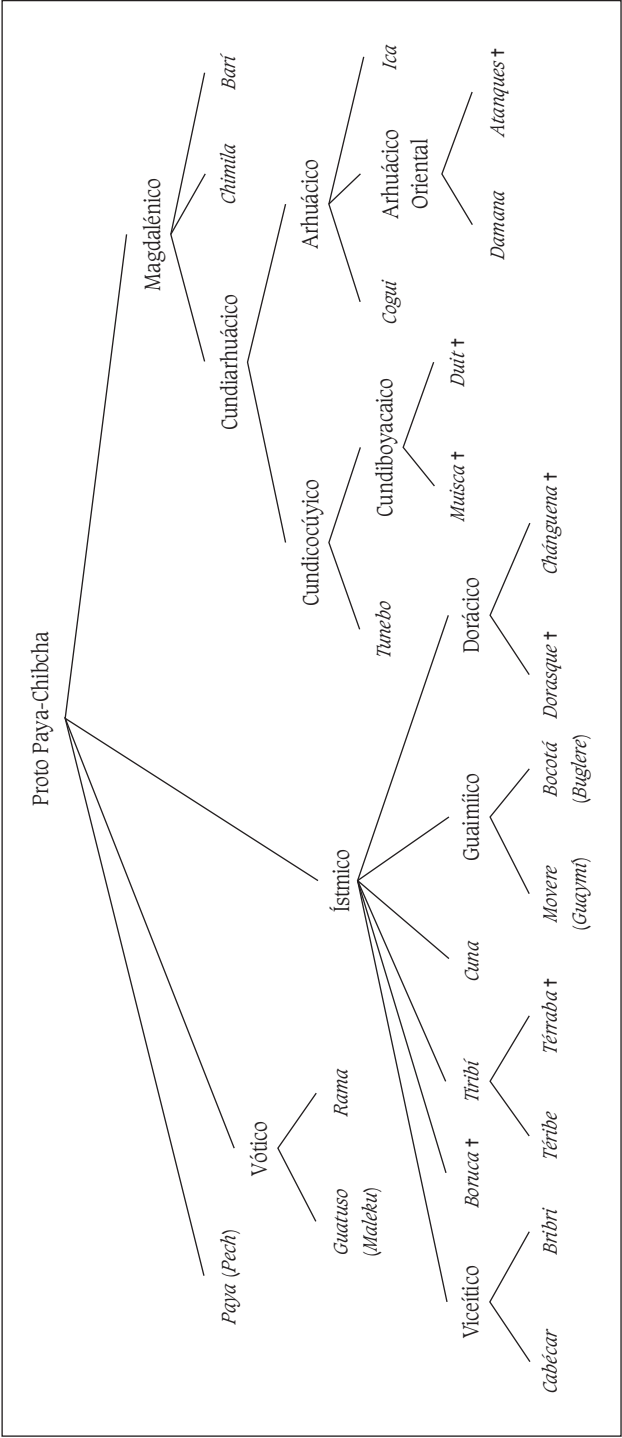 Proto Paya-Chibcha
Paya (Pech)
Vótico
Guatuso
(Maleku)
Rama
Ístmico
Viceítico
Cabécar
Bribri
Boruca †
Tiribí
Téribe
Térraba †
Cuna
Guaimíico
Movere
(Guaymi)
Bocotá
(Buglere)
Dorácico
Dorasque †
Chánguena †
Magdalénico
Cundiarhuácico
Cundicocúyico
Tunebo
Cundiboyacaico
Muisca †
Duit †
Arhuácico
Cogui
Arhuácico
Oriental
Damana
Atanques †
Ica
Chimila
Barí